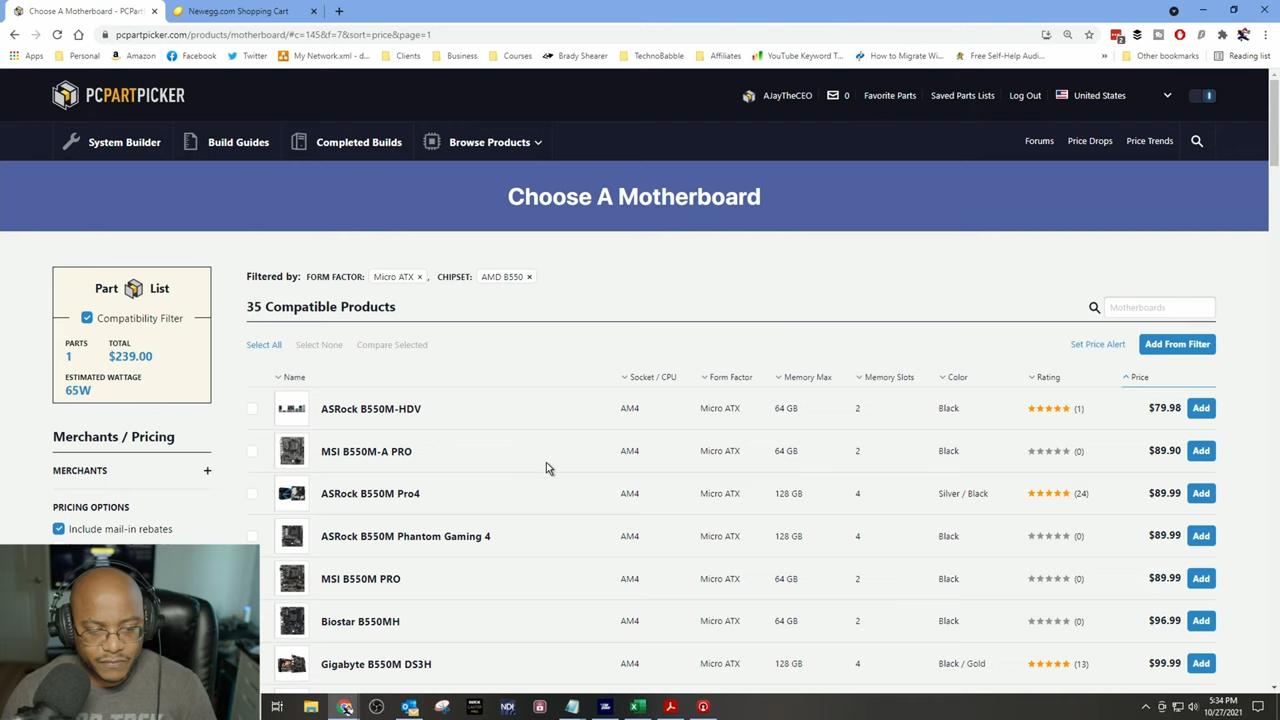 Choose A Motherboard - PCPart
Newegg.com Shopping Cart
pcpartpicker.com/products/motherboard/#c=145&f=7&sort=price&page=1
Apps
Personal
Amazon
Facebook
Twitter
My Network.xml - d...
Clients
Business
Courses
Brady Shearer
TechnoBabble
Affiliates
YouTube Keyword T...
How to Migrate Wi...
Free Self-Help Audi...
Other bookmarks
Reading list
PCPARTPICKER
AJayTheCEO
0
Favorite Parts
Saved Parts Lists
Log Out
United States
System Builder
Build Guides
Completed Builds
Browse Products
Forums
Price Drops
Price Trends
Choose A Motherboard
Part List
Compatibility Filter
PARTS TOTAL
1 $239.00
ESTIMATED WATTAGE
65W
Merchants / Pricing
MERCHANTS +
PRICING OPTIONS
Include mail-in rebates
Filtered by: FORM FACTOR: Micro ATX ×, CHIPSET: AMD B550 ×
35 Compatible Products
Motherboards
Select All Select None Compare Selected
Set Price Alert Add From Filter
Name Socket / CPU Form Factor Memory Max Memory Slots Color Rating Price
ASRock B550M-HDV AM4 Micro ATX 64 GB 2 Black (1) $79.98 Add
MSI B550M-A PRO AM4 Micro ATX 64 GB 2 Black (0) $89.90 Add
ASRock B550M Pro4 AM4 Micro ATX 128 GB 4 Silver / Black (24) $89.99 Add
ASRock B550M Phantom Gaming 4 AM4 Micro ATX 128 GB 4 Black (0) $89.99 Add
MSI B550M PRO AM4 Micro ATX 64 GB 2 Black (0) $89.99 Add
Biostar B550MH AM4 Micro ATX 64 GB 2 Black (0) $96.99 Add
Gigabyte B550M DS3H AM4 Micro ATX 128 GB 4 Black / Gold (13) $99.99 Add
5:34 PM
10/27/2021